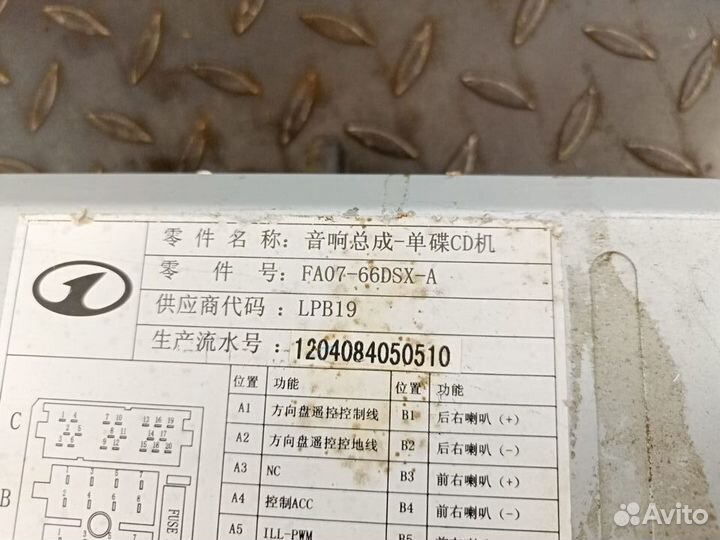 零件名称: 音响总成-单碟CD机
零件号: FA07-66DSX-A
供应商代码: LPB19
生产流水号: 1204084050510
位置 功能 位置 功能
A1 方向盘遥控控制线 B1 后右喇叭 (+)
A2 方向盘遥控控地线 B2 后右喇叭 (-)
A3 NC B3 前右喇叭 (+)
A4 控制ACC B4 前右喇叭 (-)
A5 ILL-PWM
C
B
FUSE
Avito